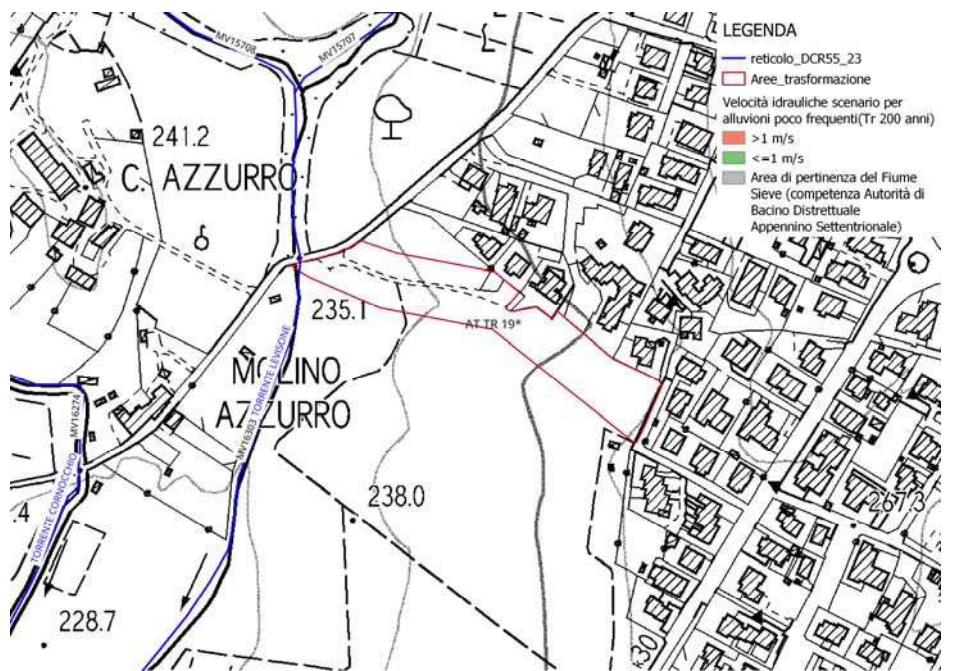 LEGENDA
reticolo_DCR55_23
Aree_trasformazione
Velocità idrauliche scenario per
alluvioni poco frequenti(Tr 200 anni)
>1 m/s
<=1 m/s
Area di pertinenza del Fiume
Sieve (competenza Autorità di
Bacino Distrettuale
Appennino Settentrionale)
MV15708
MV15707
241.2
C. AZZURRO
235.1
AT TR 19*
MOLINO
AZZURRO
TORRENTE LEVISONE
MV16303
MV16274
TORRENTE CORNOCCHIO
238.0
267.3
.4
228.7
k30